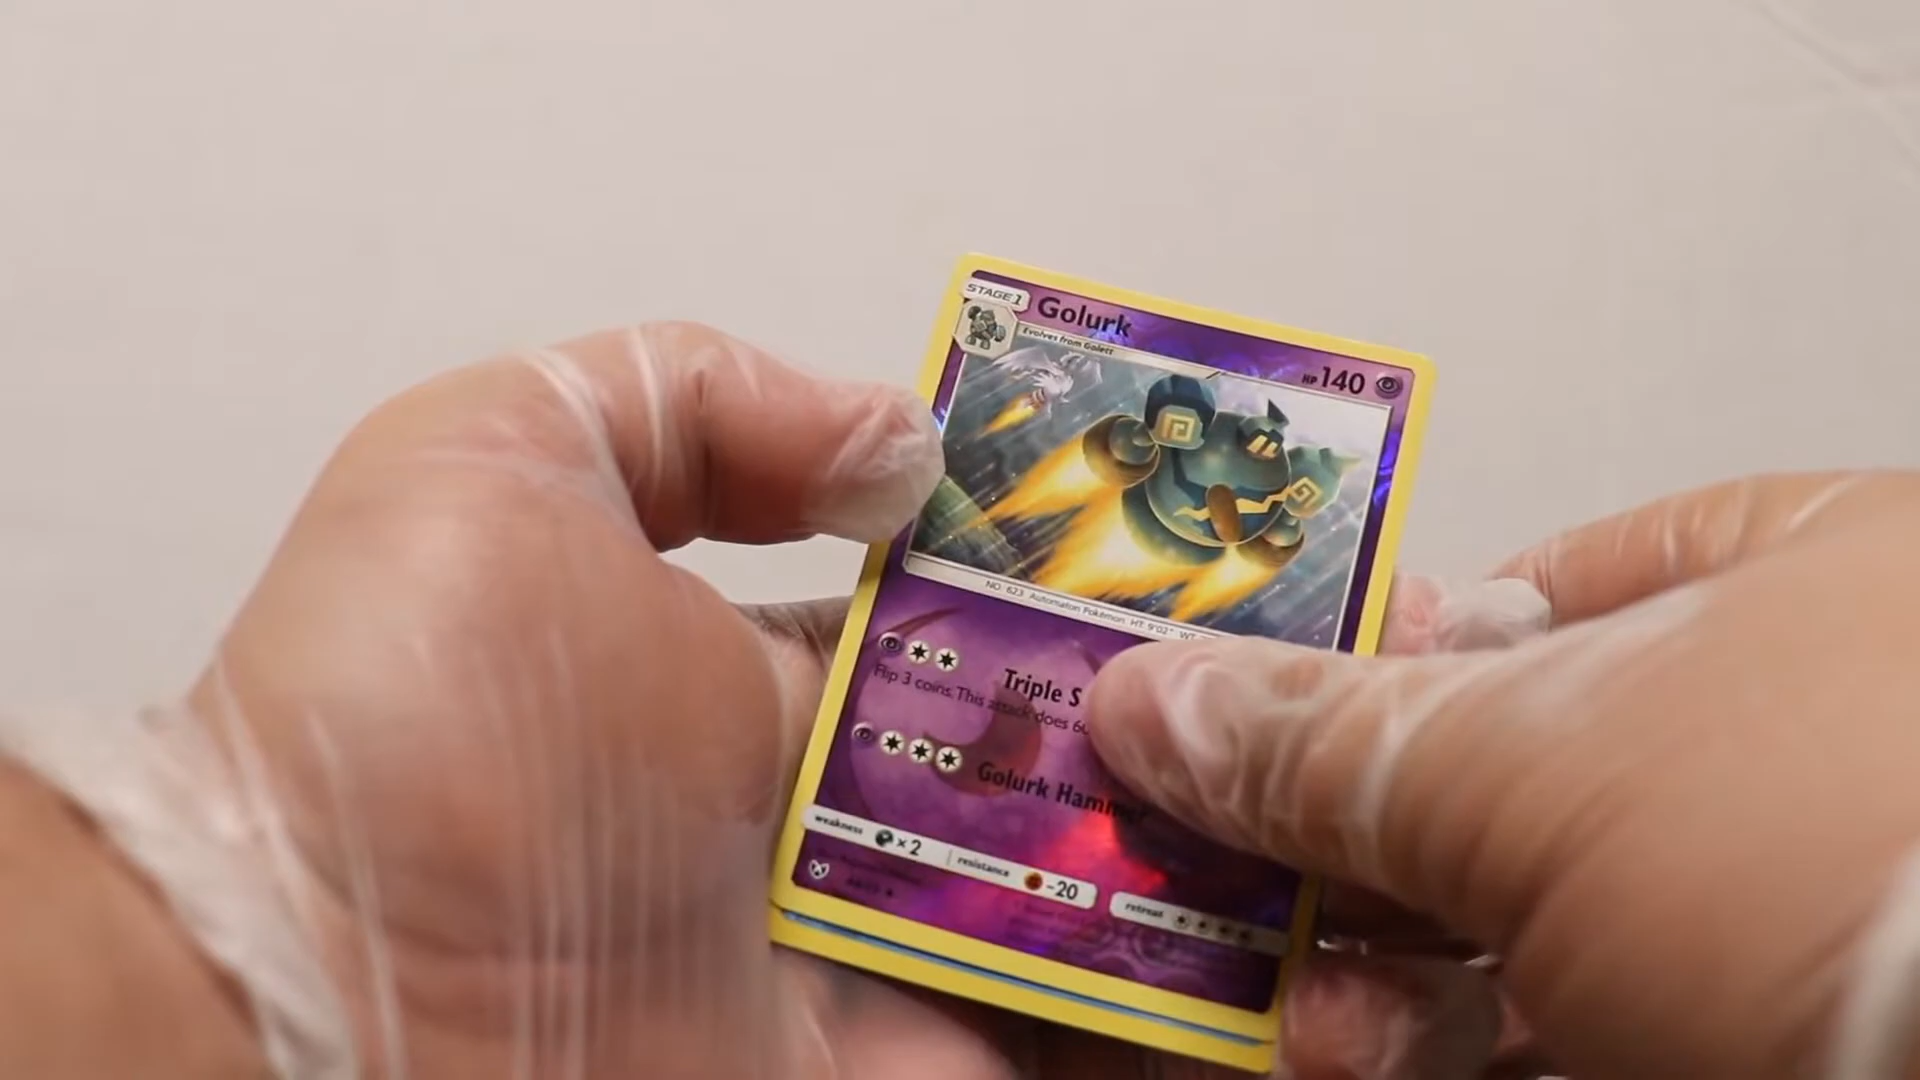 STAGE 1
Golurk
Evolves from Golett
HP 140
NO. 623 Automaton Pokémon HT: 9'02" WT
Triple S
Flip 3 coins. This attack does 60
Golurk Hammer
weakness ×2 resistance -20 retreat